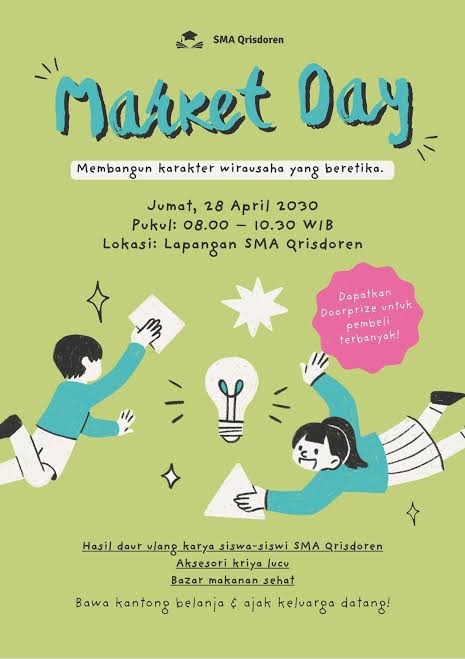 SMA Qrisdoren
Market Day
Membangun karakter wirausaha yang beretika.
Jumat, 28 April 2030
Pukul: 08.00 – 10.30 WIB
Lokasi: Lapangan SMA Qrisdoren
Dapatkan
Doorprize untuk
pembeli
terbanyak!
Hasil daur ulang karya siswa-siswi SMA Qrisdoren
Aksesori kriya lucu
Bazar makanan sehat
Bawa kantong belanja & ajak keluarga datang!